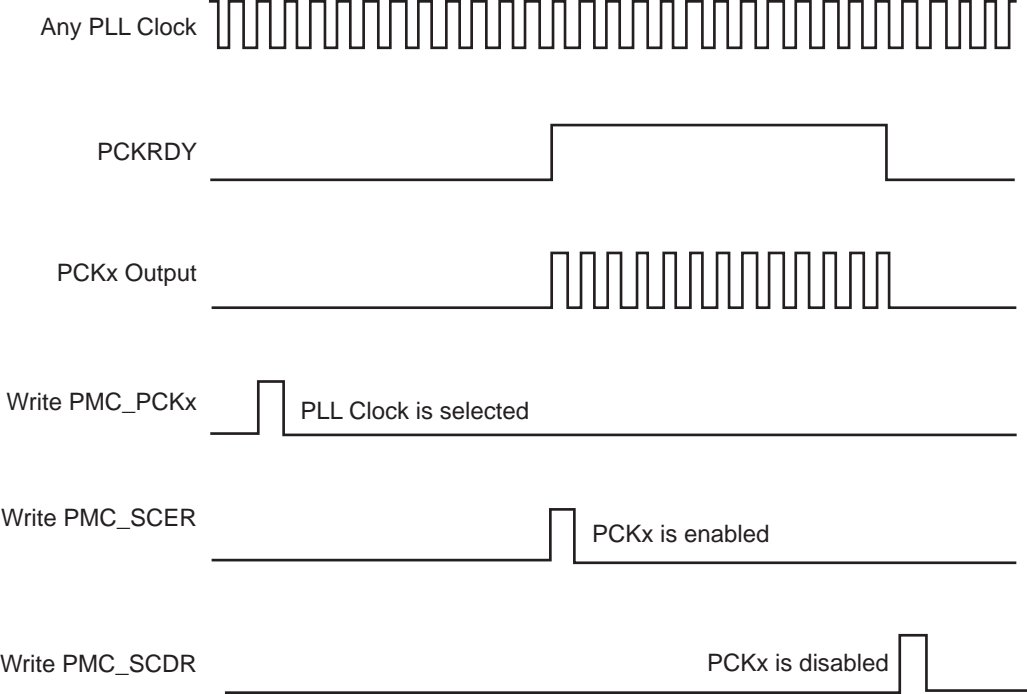 Any PLL Clock
PCKRDY
PCKx Output
Write PMC_PCKx
PLL Clock is selected
Write PMC_SCER
PCKx is enabled
Write PMC_SCDR
PCKx is disabled